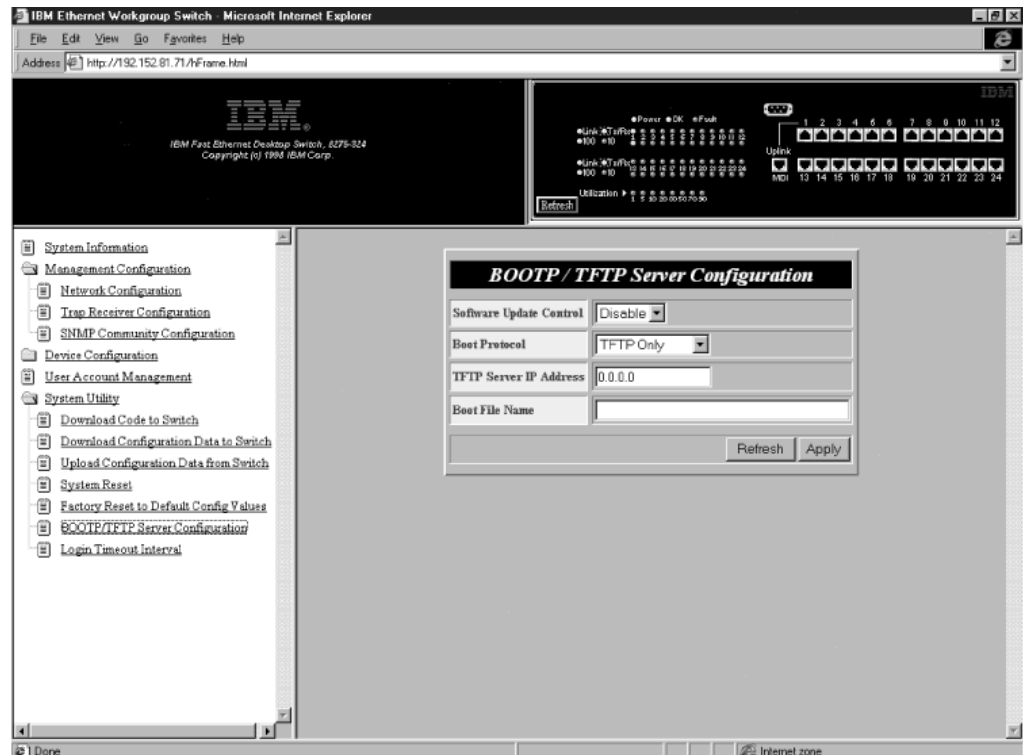 IBM Ethernet Workgroup Switch - Microsoft Internet Explorer
File Edit View Go Favorites Help
Address http://192.152.81.71/hFrame.html
IBM
IBM Fast Ethernet Desktop Switch, 8275-324
Copyright (c) 1998 IBM Corp.
IBM
Power OK Fault
Link Tx/Rx
100 10
Link Tx/Rx
100 10
Utilization
Refresh
1 2 3 4 5 6 7 8 9 10 11 12
Uplink
MDI 13 14 15 16 17 18 19 20 21 22 23 24
System Information
Management Configuration
Network Configuration
Trap Receiver Configuration
SNMP Community Configuration
Device Configuration
User Account Management
System Utility
Download Code to Switch
Download Configuration Data to Switch
Upload Configuration Data from Switch
System Reset
Factory Reset to Default Config Values
BOOTP/TFTP Server Configuration
Login Timeout Interval
BOOTP / TFTP Server Configuration
Software Update Control Disable
Boot Protocol TFTP Only
TFTP Server IP Address 0.0.0.0
Boot File Name
Refresh Apply
Done Internet zone